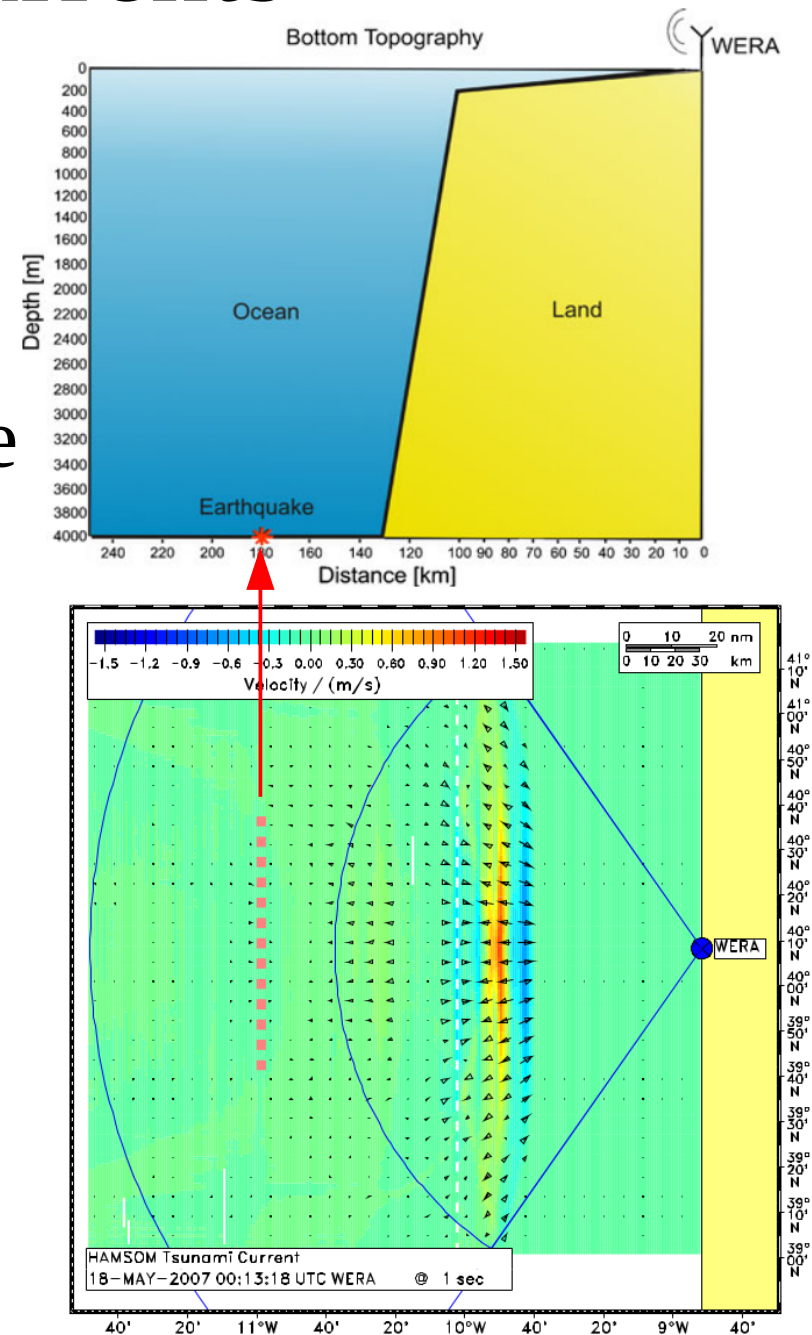 Bottom Topography
WERA
0
200
400
600
800
1000
1200
1400
1600
1800
2000
2200
2400
2600
2800
3000
3200
3400
3600
3800
4000
Depth [m]
Ocean
Land
e
Earthquake
240 220 200 180 160 140 120 100 90 80 70 60 50 40 30 20 10 0
Distance [km]
-1.5 -1.2 -0.9 -0.6 -0.3 0.00 0.30 0.60 0.90 1.20 1.50
Velocity / (m/s)
0 10 20 nm
0 10 20 30 km
41° 10' N
41° 00' N
40° 50' N
40° 40' N
40° 30' N
40° 20' N
40° 10' N
WERA
40° 00' N
39° 50' N
39° 40' N
39° 30' N
39° 20' N
39° 10' N
39° 00' N
HAMSOM Tsunami Current
18-MAY-2007 00:13:18 UTC WERA @ 1 sec
40' 20' 11°W 40' 20' 10°W 40' 20' 9°W 40'